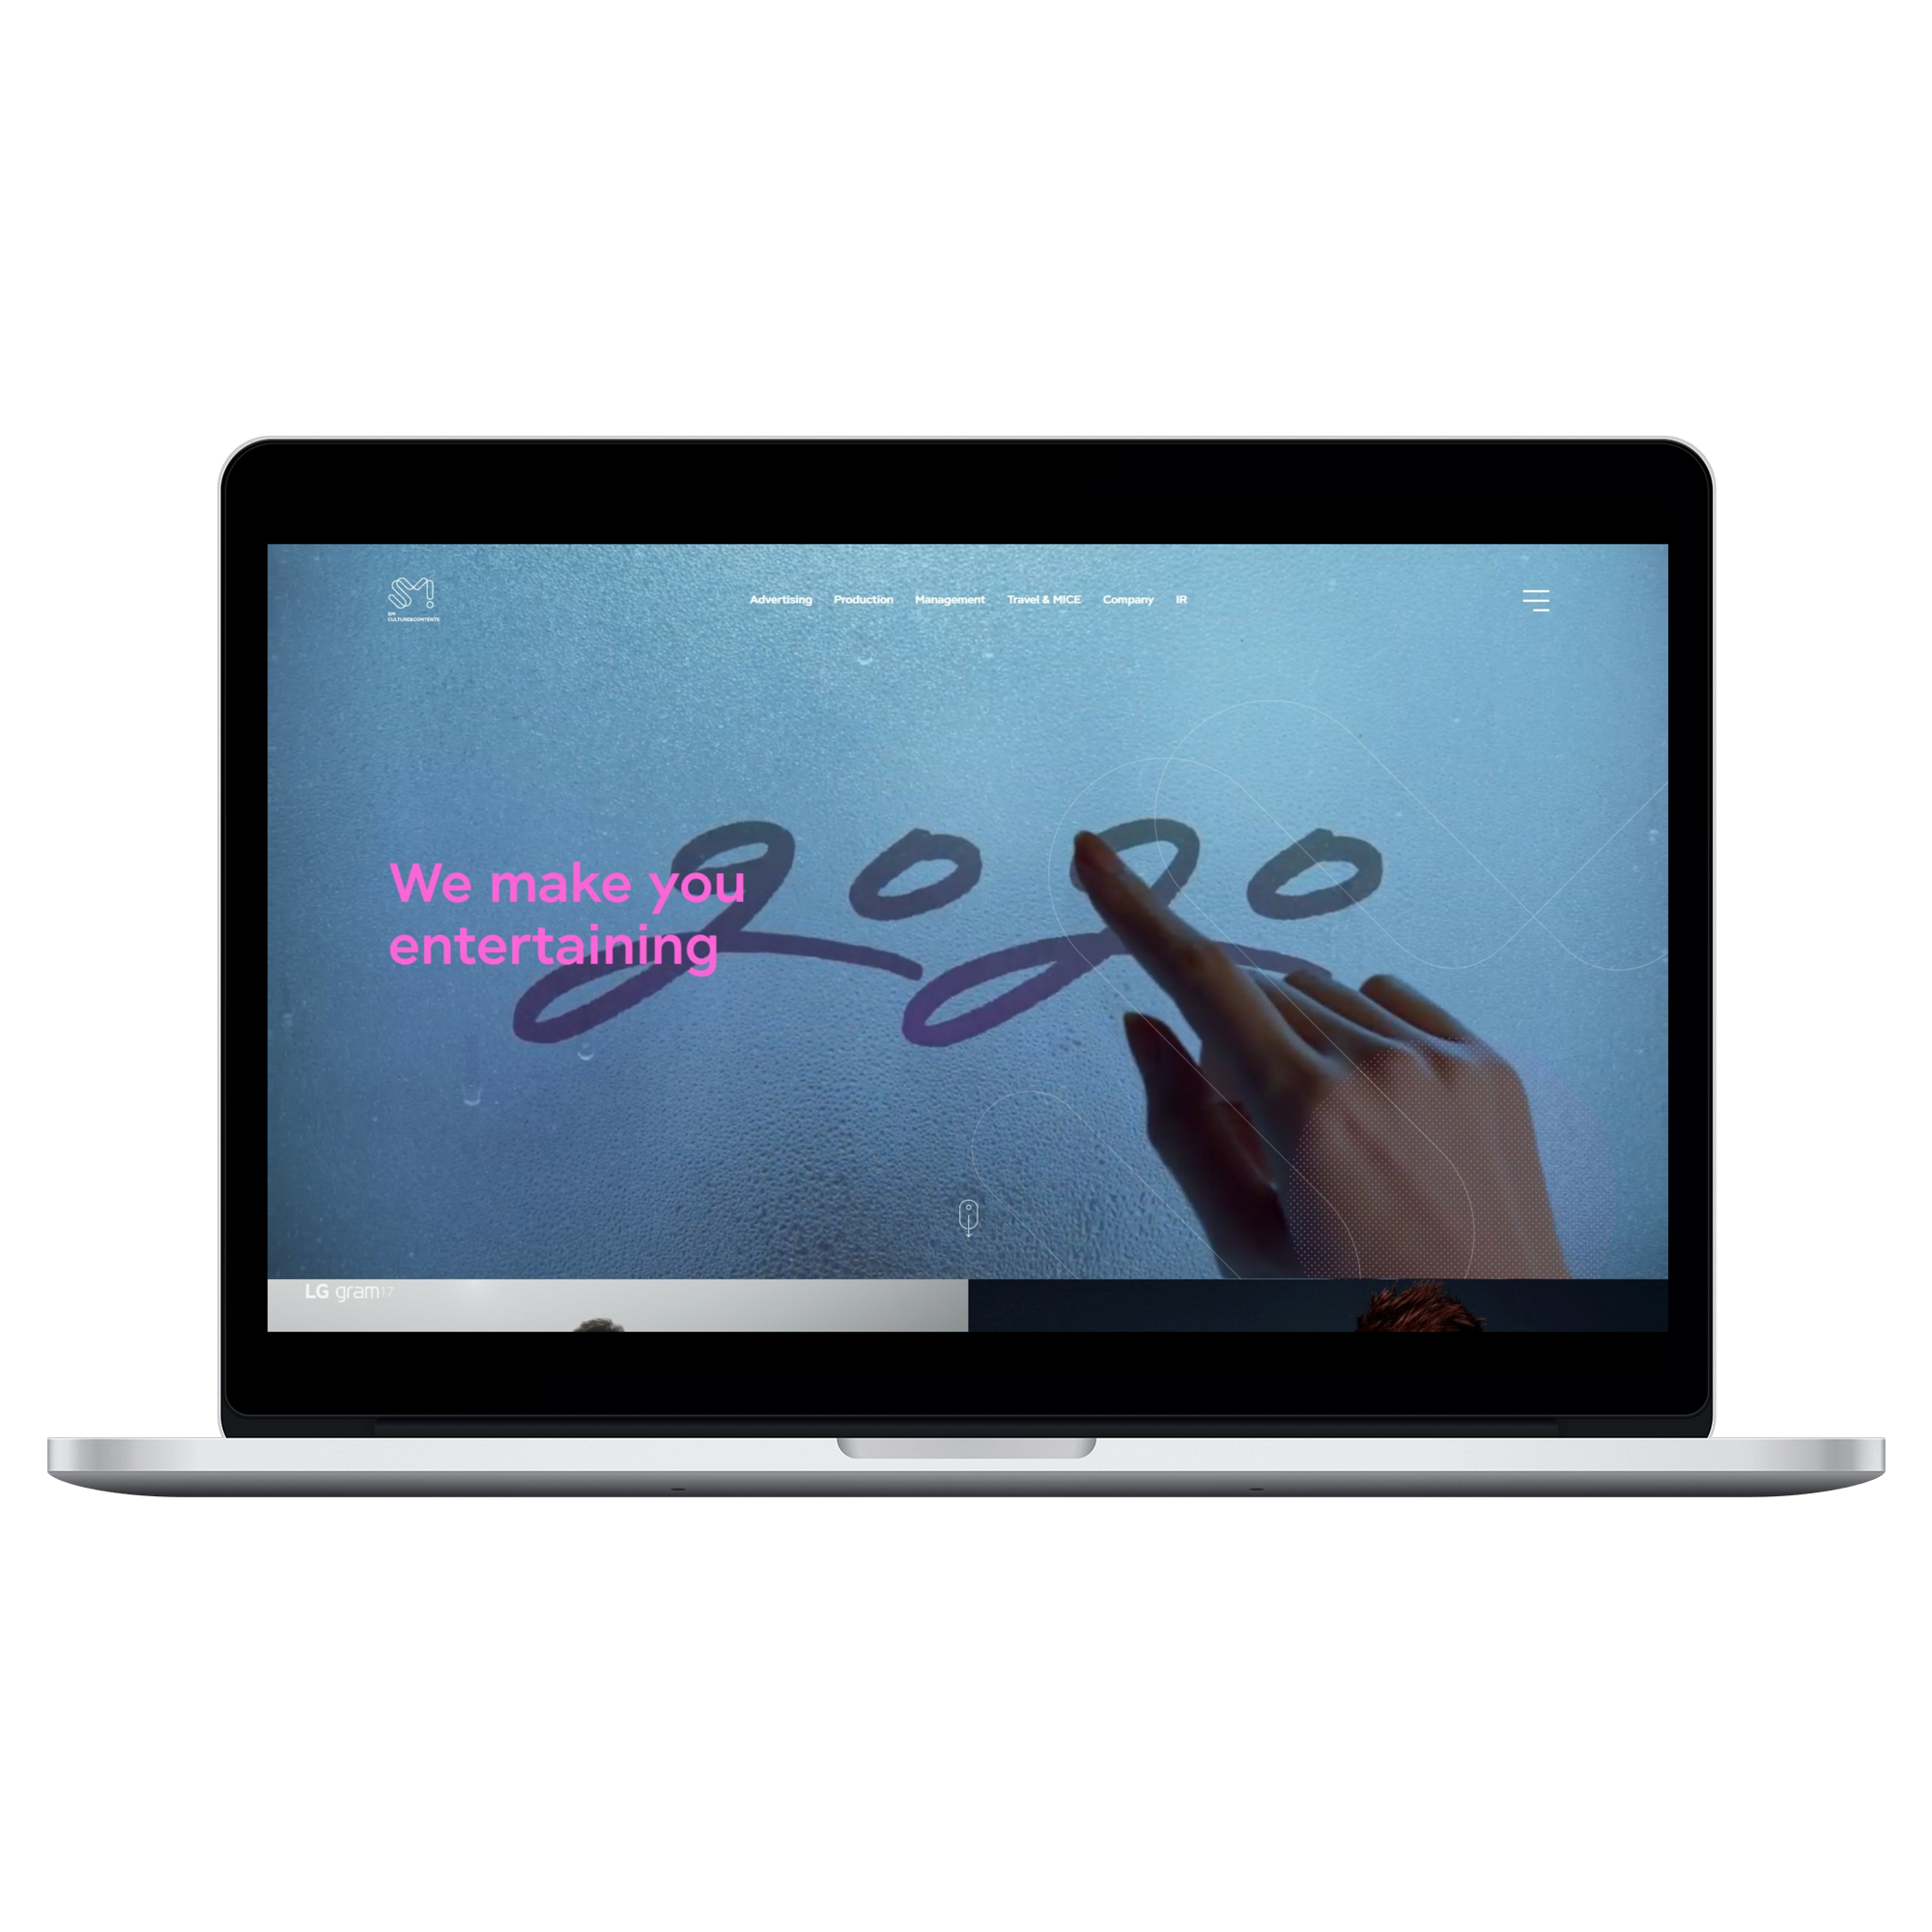 SM
CULTURE&CONTENTS
Advertising Production Management Travel & MICE Company IR
2020
We make you
entertaining
LG gram17